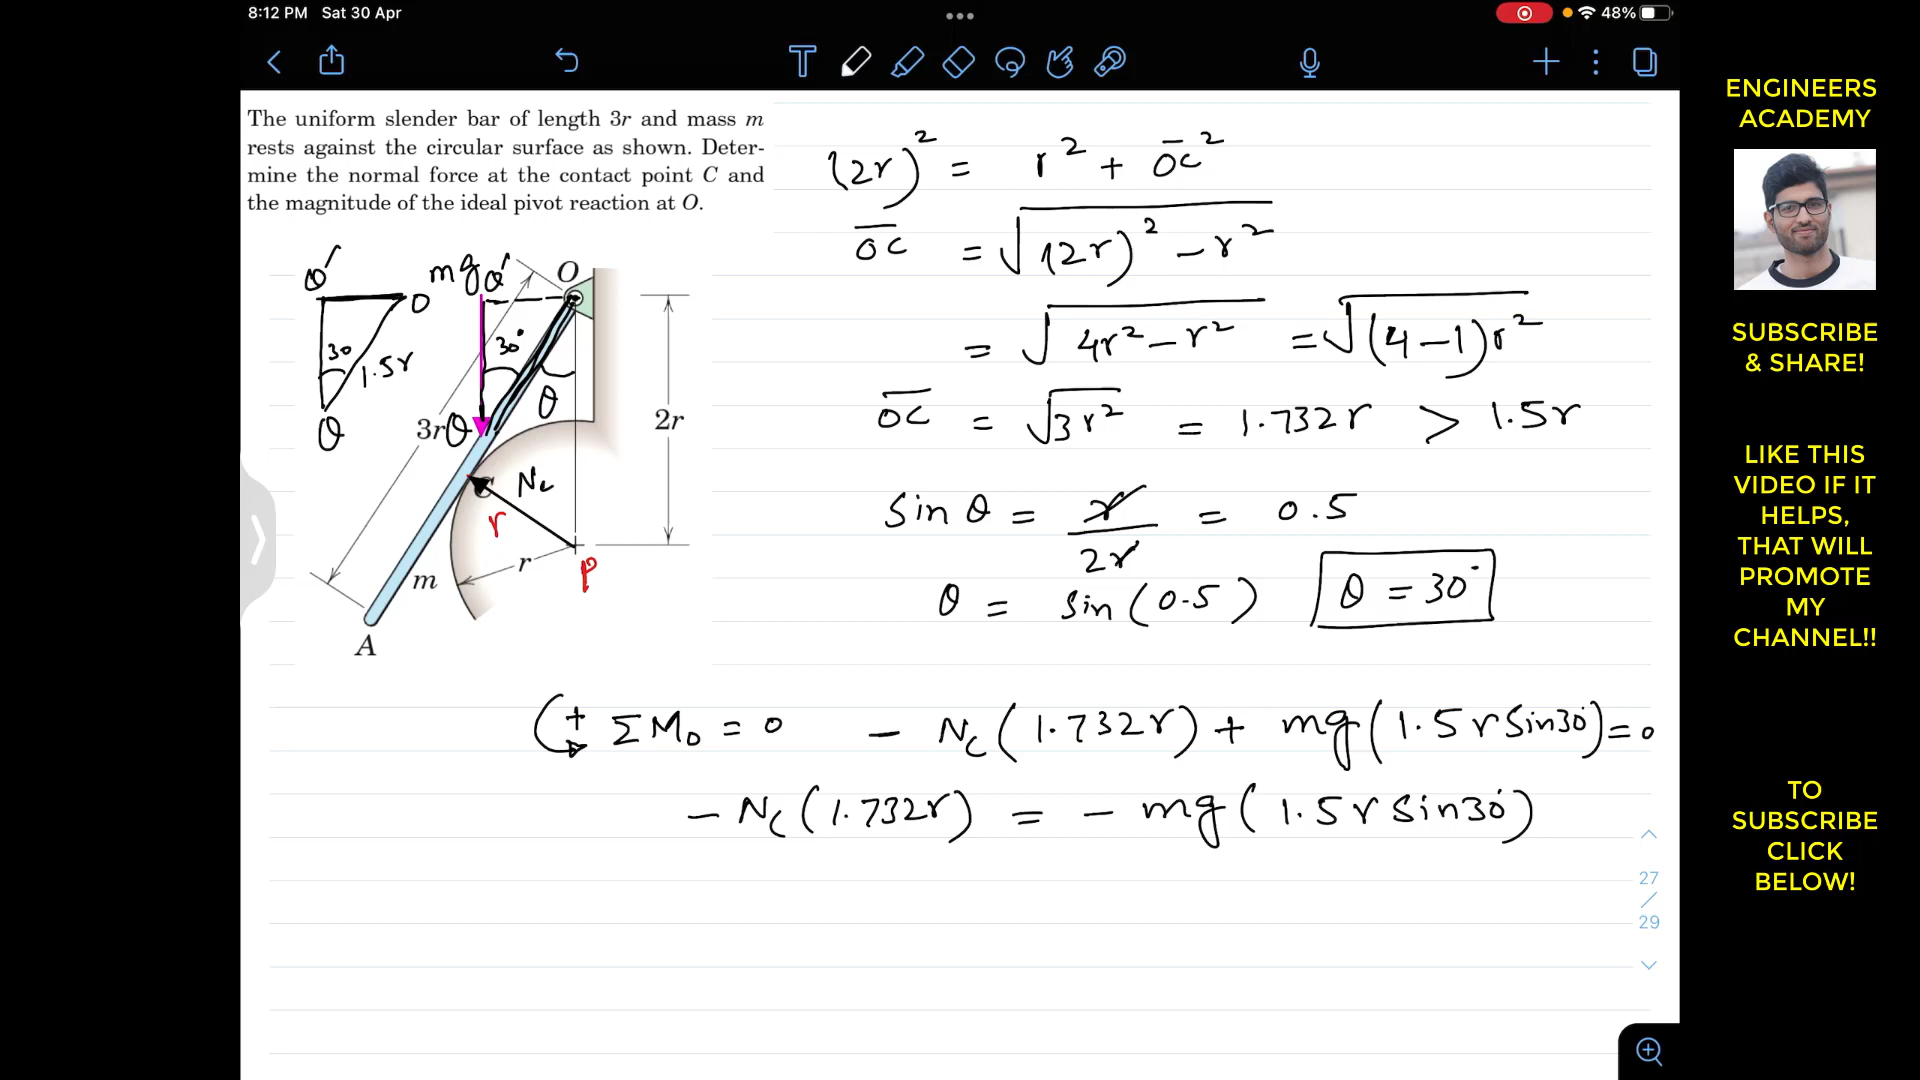 8:12 PM Sat 30 Apr
48%
The uniform slender bar of length 3r and mass m
rests against the circular surface as shown. Deter-
mine the normal force at the contact point C and
the magnitude of the ideal pivot reaction at O.
θ' O
30
1.5r
θ
mg θ' O
30°
θ
3r θ
2r
C Nc
r
r
P
m
A
(2r)² = r² + OC²
OC = √(2r)² - r²
= √4r² - r² = √(4-1)r²
OC = √3r² = 1.732r > 1.5r
sin θ = r/2r = 0.5
θ = sin(0.5) θ = 30°
+ ΣMo = 0 - Nc(1.732r) + mg(1.5r sin30°) = 0
- Nc(1.732r) = - mg(1.5r sin30°)
27
/
29
ENGINEERS
ACADEMY
SUBSCRIBE
& SHARE!
LIKE THIS
VIDEO IF IT
HELPS,
THAT WILL
PROMOTE
MY
CHANNEL!!
TO
SUBSCRIBE
CLICK
BELOW!